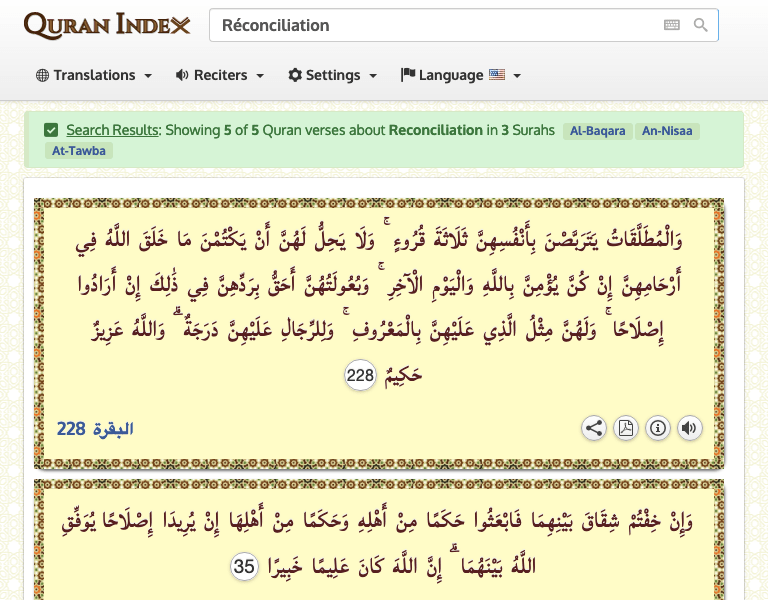 QURAN INDEX
Réconciliation
Translations Reciters Settings Language
Search Results: Showing 5 of 5 Quran verses about Reconciliation in 3 Surahs Al-Baqara An-Nisaa
At-Tawba
وَالْمُطَلَّقَاتُ يَتَرَبَّصْنَ بِأَنْفُسِهِنَّ ثَلَاثَةَ قُرُوءٍ ۚ وَلَا يَحِلُّ لَهُنَّ أَنْ يَكْتُمْنَ مَا خَلَقَ اللَّهُ فِي
أَرْحَامِهِنَّ إِنْ كُنَّ يُؤْمِنَّ بِاللَّهِ وَالْيَوْمِ الْآخِرِ ۚ وَبُعُولَتُهُنَّ أَحَقُّ بِرَدِّهِنَّ فِي ذَٰلِكَ إِنْ أَرَادُوا
إِصْلَاحًا ۚ وَلَهُنَّ مِثْلُ الَّذِي عَلَيْهِنَّ بِالْمَعْرُوفِ ۚ وَلِلرِّجَالِ عَلَيْهِنَّ دَرَجَةٌ ۗ وَاللَّهُ عَزِيزٌ
حَكِيمٌ 228
البقرة 228
وَإِنْ خِفْتُمْ شِقَاقَ بَيْنِهِمَا فَابْعَثُوا حَكَمًا مِنْ أَهْلِهِ وَحَكَمًا مِنْ أَهْلِهَا إِنْ يُرِيدَا إِصْلَاحًا يُوَفِّقِ
اللَّهُ بَيْنَهُمَا ۗ إِنَّ اللَّهَ كَانَ عَلِيمًا خَبِيرًا 35